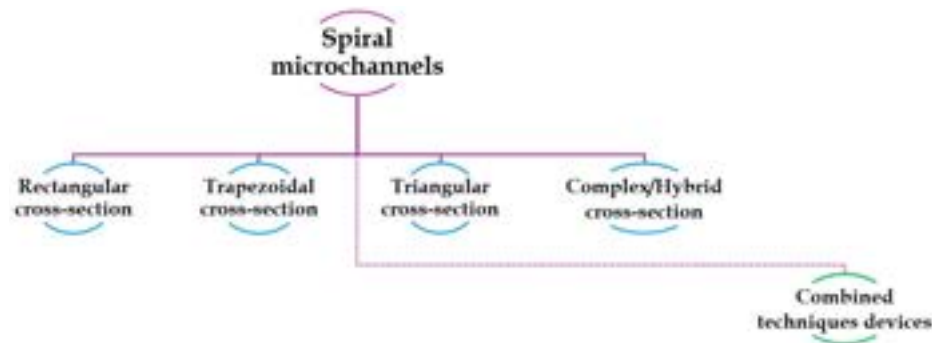 Spiral
microchannels
Rectangular
cross-section
Trapezoidal
cross-section
Triangular
cross-section
Complex/Hybrid
cross-section
Combined
techniques devices